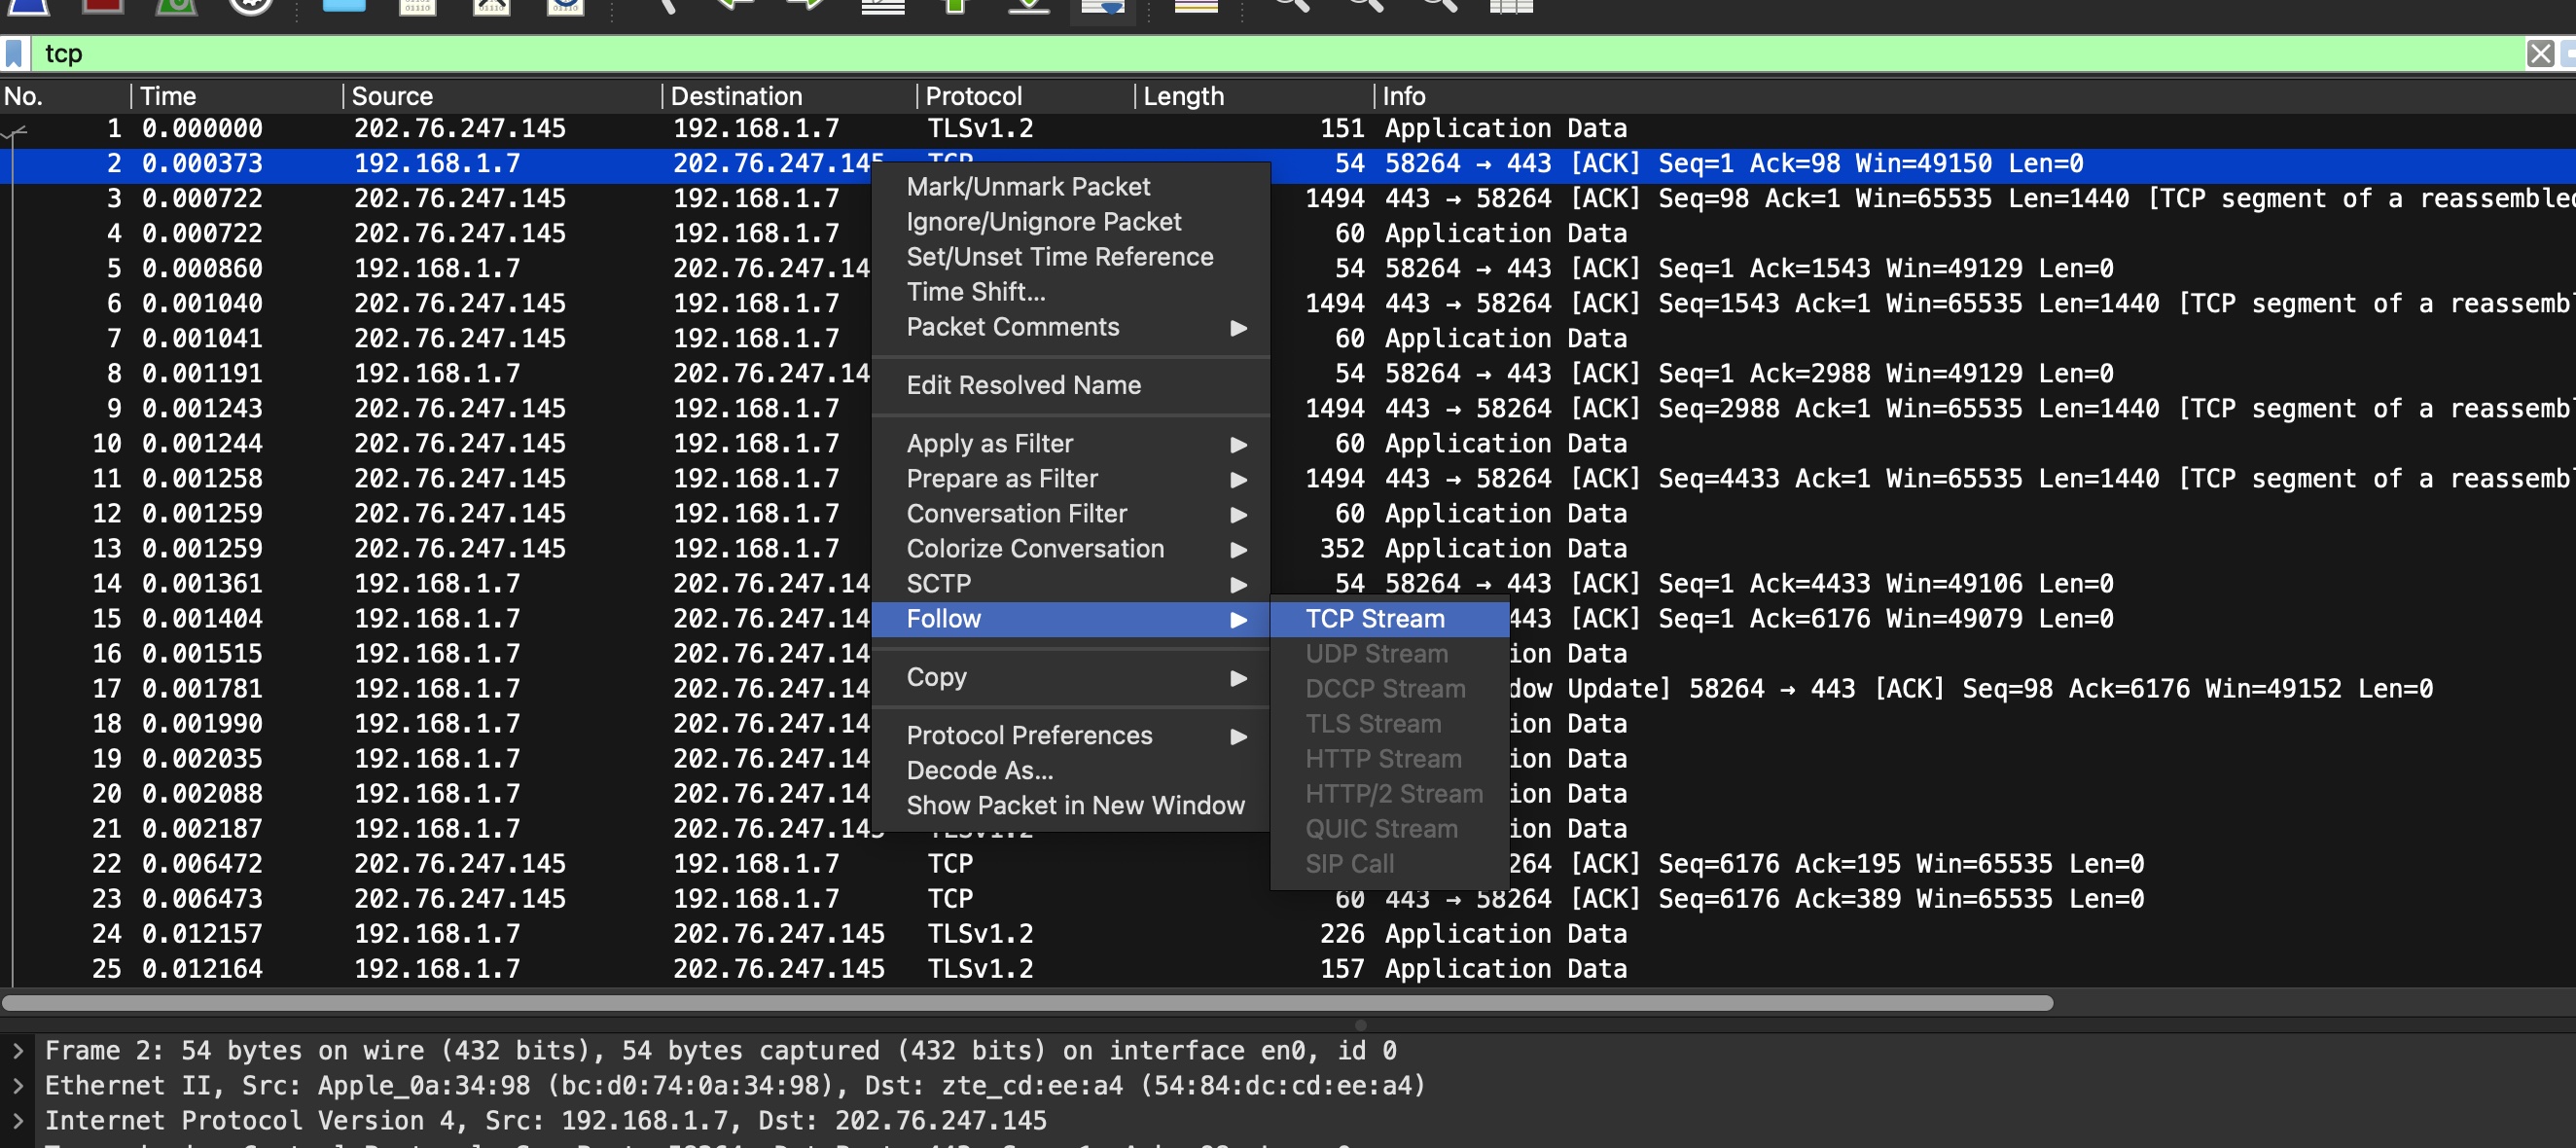 tcp
No. Time Source Destination Protocol Length Info
1 0.000000 202.76.247.145 192.168.1.7 TLSv1.2 151 Application Data
2 0.000373 192.168.1.7 202.76.247.145 TCP 54 58264 → 443 [ACK] Seq=1 Ack=98 Win=49150 Len=0
3 0.000722 202.76.247.145 192.168.1.7 1494 443 → 58264 [ACK] Seq=98 Ack=1 Win=65535 Len=1440 [TCP segment of a reassembled
4 0.000722 202.76.247.145 192.168.1.7 60 Application Data
5 0.000860 192.168.1.7 202.76.247.14 54 58264 → 443 [ACK] Seq=1 Ack=1543 Win=49129 Len=0
6 0.001040 202.76.247.145 192.168.1.7 1494 443 → 58264 [ACK] Seq=1543 Ack=1 Win=65535 Len=1440 [TCP segment of a reassembl
7 0.001041 202.76.247.145 192.168.1.7 60 Application Data
8 0.001191 192.168.1.7 202.76.247.14 54 58264 → 443 [ACK] Seq=1 Ack=2988 Win=49129 Len=0
9 0.001243 202.76.247.145 192.168.1.7 1494 443 → 58264 [ACK] Seq=2988 Ack=1 Win=65535 Len=1440 [TCP segment of a reassembl
10 0.001244 202.76.247.145 192.168.1.7 60 Application Data
11 0.001258 202.76.247.145 192.168.1.7 1494 443 → 58264 [ACK] Seq=4433 Ack=1 Win=65535 Len=1440 [TCP segment of a reassemb
12 0.001259 202.76.247.145 192.168.1.7 60 Application Data
13 0.001259 202.76.247.145 192.168.1.7 352 Application Data
14 0.001361 192.168.1.7 202.76.247.14 54 58264 → 443 [ACK] Seq=1 Ack=4433 Win=49106 Len=0
15 0.001404 192.168.1.7 202.76.247.14 443 [ACK] Seq=1 Ack=6176 Win=49079 Len=0
16 0.001515 192.168.1.7 202.76.247.14 ion Data
17 0.001781 192.168.1.7 202.76.247.14 dow Update] 58264 → 443 [ACK] Seq=98 Ack=6176 Win=49152 Len=0
18 0.001990 192.168.1.7 202.76.247.14 ion Data
19 0.002035 192.168.1.7 202.76.247.14 ion Data
20 0.002088 192.168.1.7 202.76.247.14 ion Data
21 0.002187 192.168.1.7 202.76.247.145 TLSv1.2 ion Data
22 0.006472 202.76.247.145 192.168.1.7 TCP 264 [ACK] Seq=6176 Ack=195 Win=65535 Len=0
23 0.006473 202.76.247.145 192.168.1.7 TCP 60 443 → 58264 [ACK] Seq=6176 Ack=389 Win=65535 Len=0
24 0.012157 192.168.1.7 202.76.247.145 TLSv1.2 226 Application Data
25 0.012164 192.168.1.7 202.76.247.145 TLSv1.2 157 Application Data
Mark/Unmark Packet
Ignore/Unignore Packet
Set/Unset Time Reference
Time Shift...
Packet Comments
Edit Resolved Name
Apply as Filter
Prepare as Filter
Conversation Filter
Colorize Conversation
SCTP
Follow
Copy
Protocol Preferences
Decode As...
Show Packet in New Window
TCP Stream
UDP Stream
DCCP Stream
TLS Stream
HTTP Stream
HTTP/2 Stream
QUIC Stream
SIP Call
Frame 2: 54 bytes on wire (432 bits), 54 bytes captured (432 bits) on interface en0, id 0
Ethernet II, Src: Apple_0a:34:98 (bc:d0:74:0a:34:98), Dst: zte_cd:ee:a4 (54:84:dc:cd:ee:a4)
Internet Protocol Version 4, Src: 192.168.1.7, Dst: 202.76.247.145